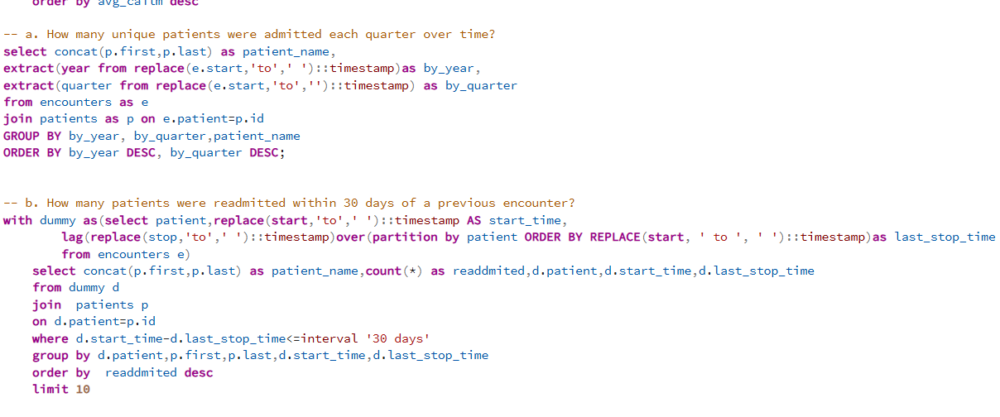 order by avg_callm desc
-- a. How many unique patients were admitted each quarter over time?
select concat(p.first,p.last) as patient_name,
extract(year from replace(e.start,'to',' ')::timestamp)as by_year,
extract(quarter from replace(e.start,'to','')::timestamp) as by_quarter
from encounters as e
join patients as p on e.patient=p.id
GROUP BY by_year, by_quarter,patient_name
ORDER BY by_year DESC, by_quarter DESC;
-- b. How many patients were readmitted within 30 days of a previous encounter?
with dummy as(select patient,replace(start,'to',' ')::timestamp AS start_time,
lag(replace(stop,'to',' ')::timestamp)over(partition by patient ORDER BY REPLACE(start, ' to ', ' ')::timestamp)as last_stop_time
from encounters e)
select concat(p.first,p.last) as patient_name,count(*) as readdmited,d.patient,d.start_time,d.last_stop_time
from dummy d
join  patients p
on d.patient=p.id
where d.start_time-d.last_stop_time<=interval '30 days'
group by d.patient,p.first,p.last,d.start_time,d.last_stop_time
order by  readdmited desc
limit 10